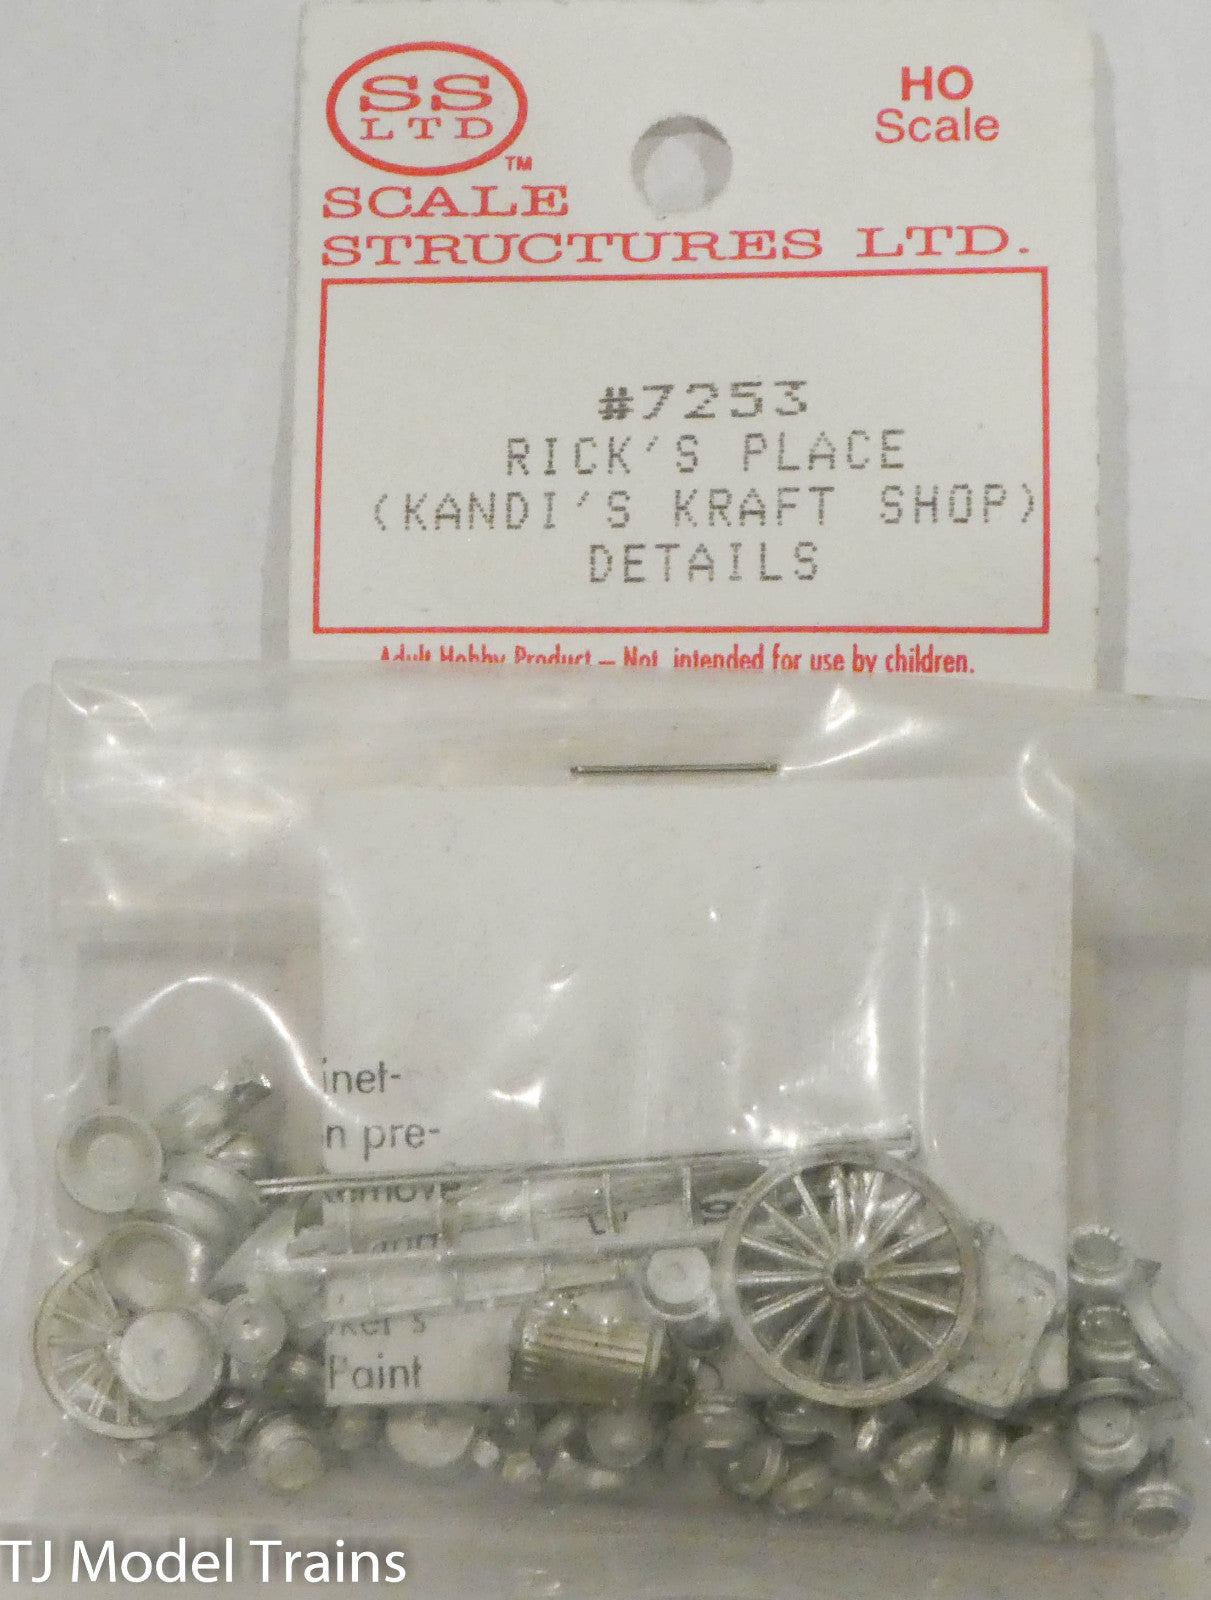 SS
LTD
TM
SCALE
STRUCTURES LTD.
HO
Scale
#7253
RICK'S PLACE
(KANDI'S KRAFT SHOP)
DETAILS
Adult Hobby Product – Not intended for use by children.
inet-
n pre-
Paint
TJ Model Trains